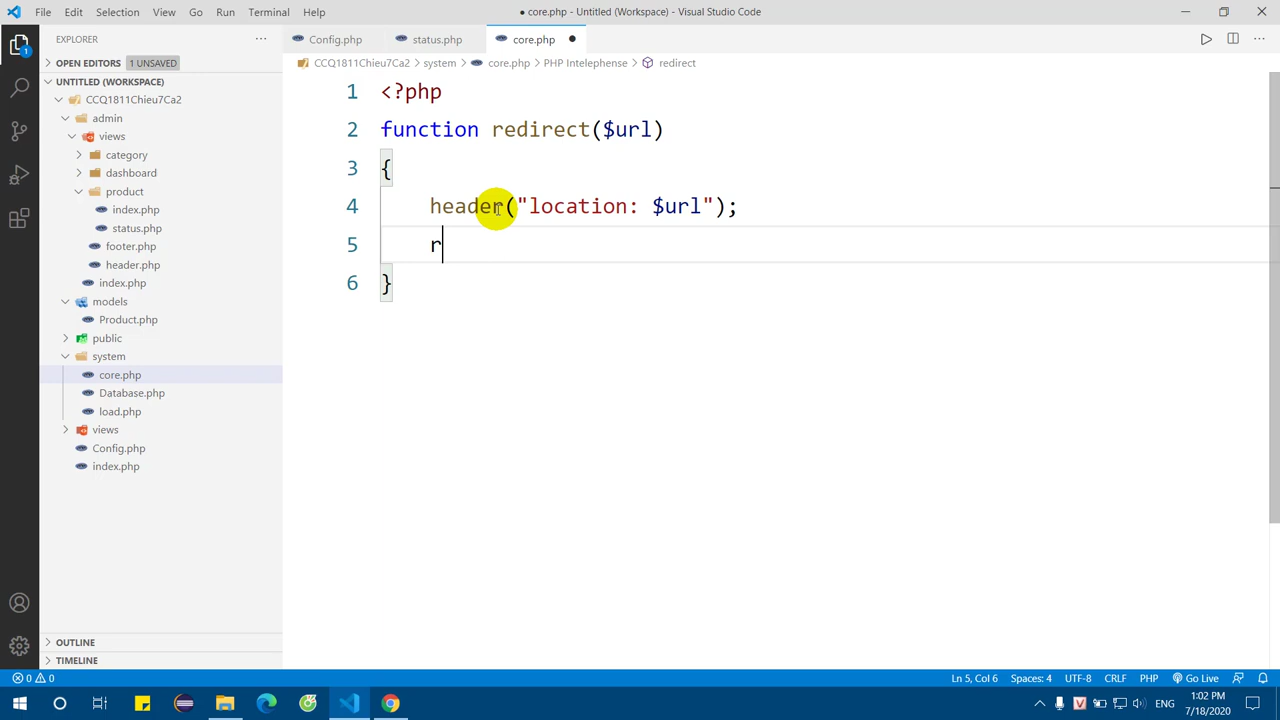 File Edit Selection View Go Run Terminal Help
● core.php - Untitled (Workspace) - Visual Studio Code
EXPLORER
OPEN EDITORS 1 UNSAVED
UNTITLED (WORKSPACE)
CCQ1811Chieu7Ca2
admin
views
category
dashboard
product
index.php
status.php
footer.php
header.php
index.php
models
Product.php
public
system
core.php
Database.php
load.php
views
Config.php
index.php
OUTLINE
TIMELINE
Config.php status.php core.php
CCQ1811Chieu7Ca2 > system > core.php > PHP Intelephense > redirect
1 <?php
2 function redirect($url)
3 {
4 header("location: $url");
5 r
6 }
1
0 0 Ln 5, Col 6 Spaces: 4 UTF-8 CRLF PHP Go Live
V ENG 1:02 PM
7/18/2020